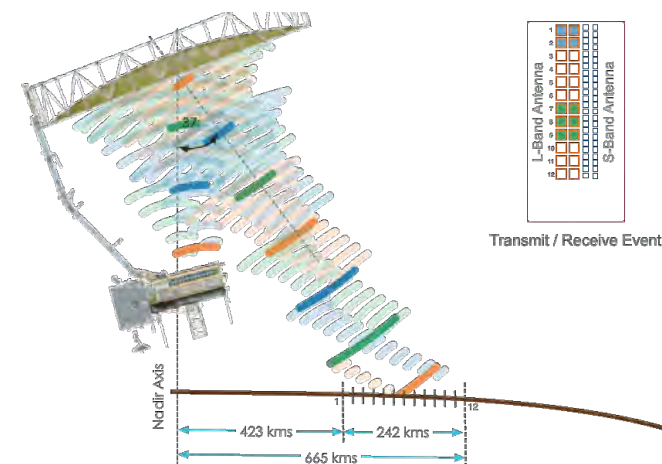 37
L-Band Antenna
1
2
3
4
5
6
7
8
9
10
11
12
S-Band Antenna
Transmit / Receive Event
Nadir Axis
1
12
423 kms
242 kms
665 kms